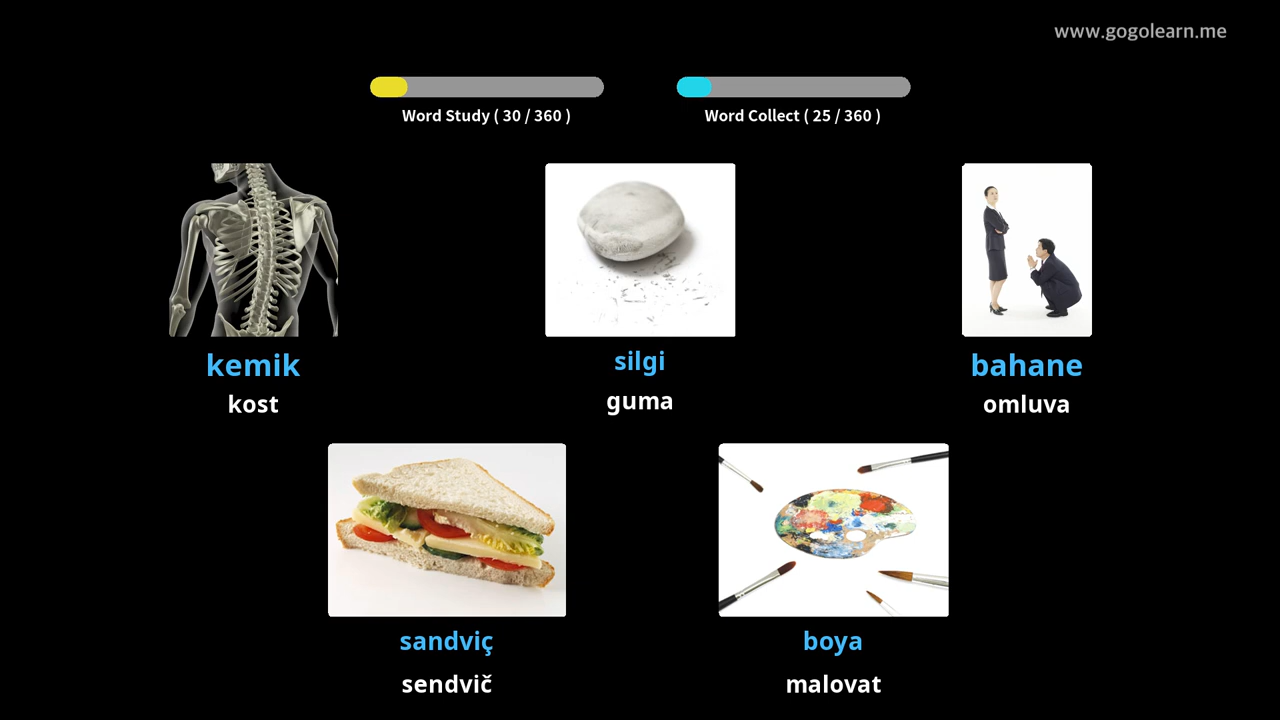 www.gogolearn.me
Word Study ( 30 / 360 )
Word Collect ( 25 / 360 )
kemik
kost
silgi
guma
bahane
omluva
sandviç
sendvič
boya
malovat